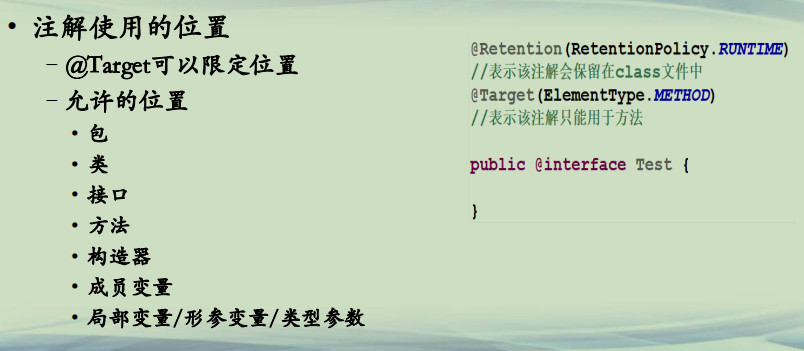 • 注解使用的位置
– @Target可以限定位置
– 允许的位置
• 包
• 类
• 接口
• 方法
• 构造器
• 成员变量
• 局部变量/形参变量/类型参数
@Retention(RetentionPolicy.RUNTIME)
//表示该注解会保留在class文件中
@Target(ElementType.METHOD)
//表示该注解只能用于方法
public @interface Test {
}